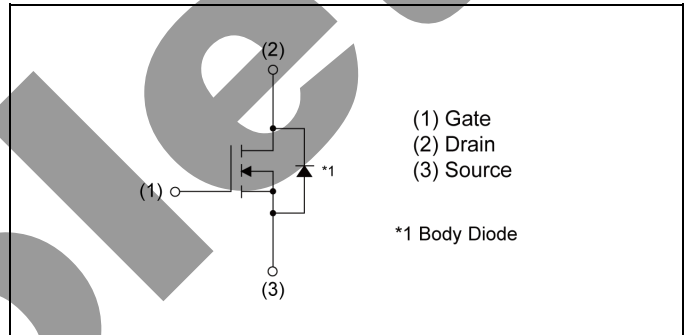 (2)
(1) Gate
(2) Drain
(3) Source
*1
(1)
*1 Body Diode
(3)